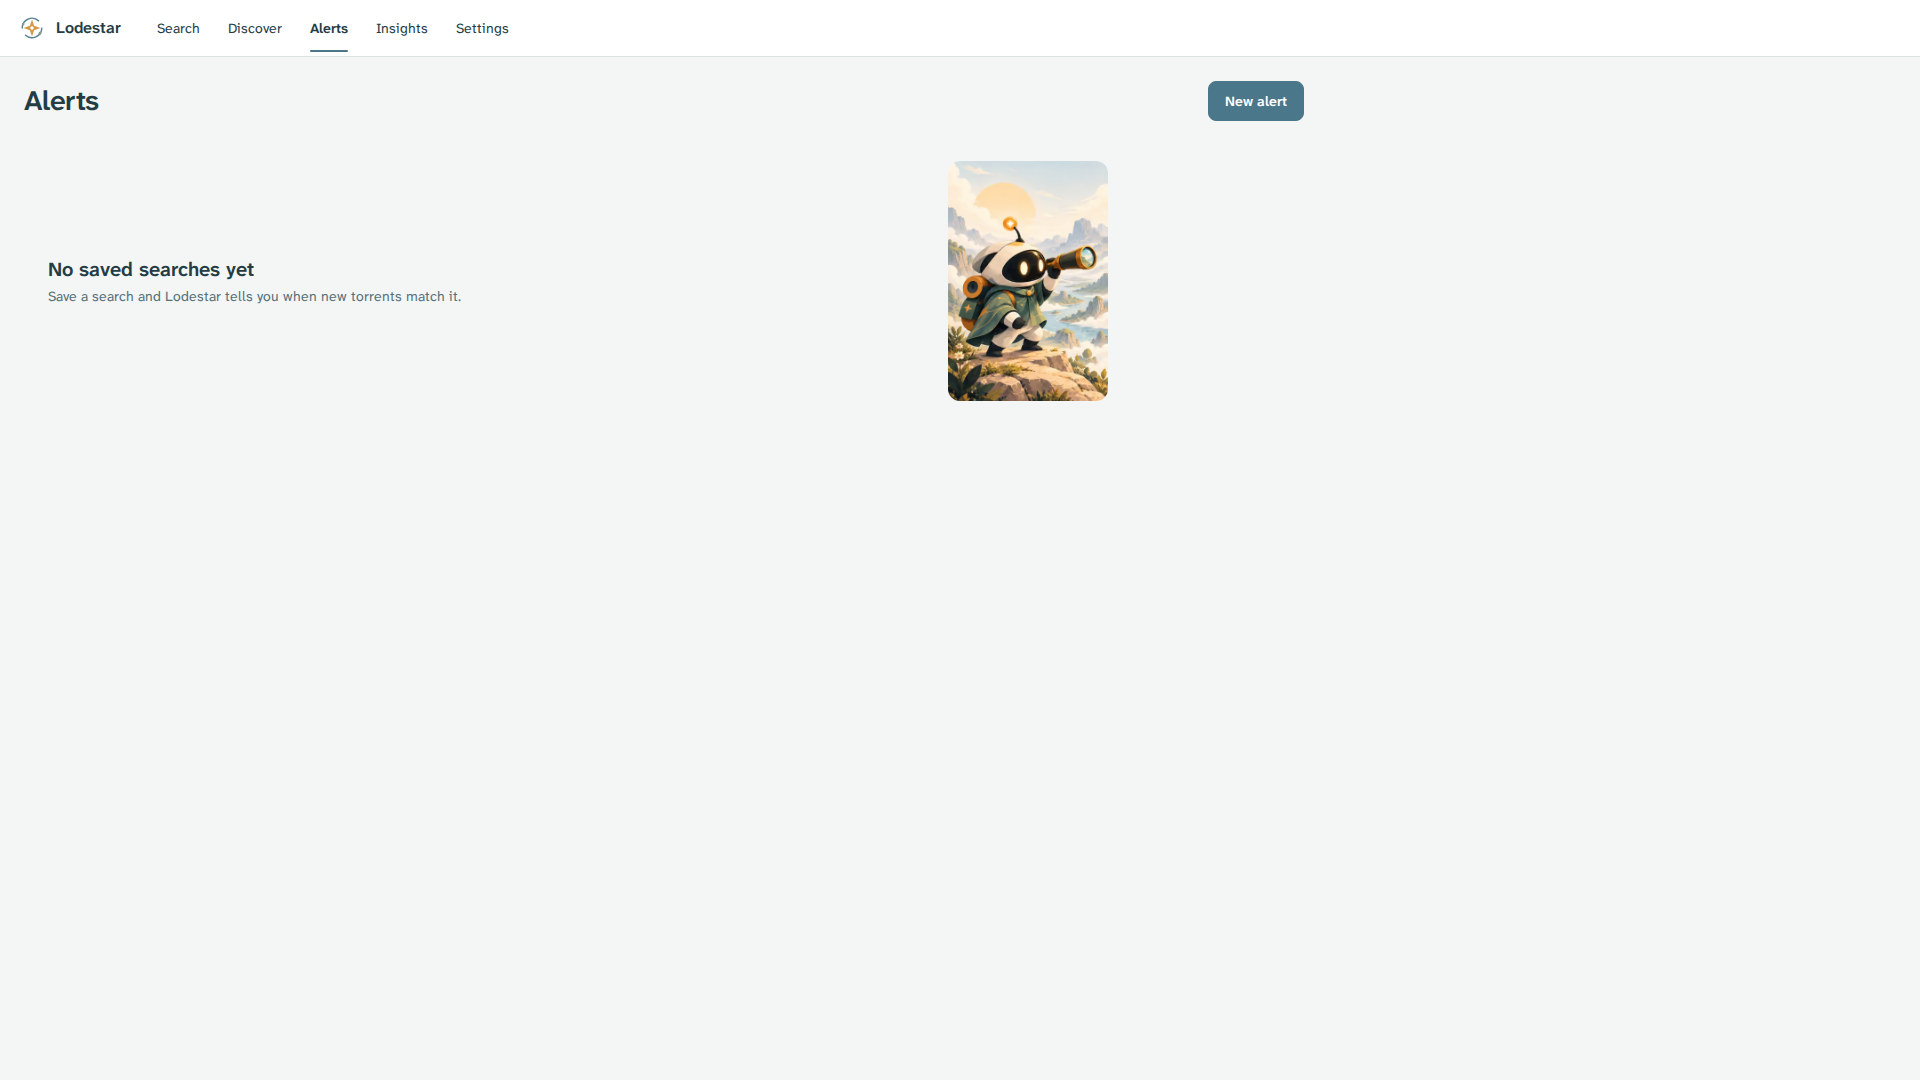 Lodestar
Search
Discover
Alerts
Insights
Settings
Alerts
New alert
No saved searches yet
Save a search and Lodestar tells you when new torrents match it.